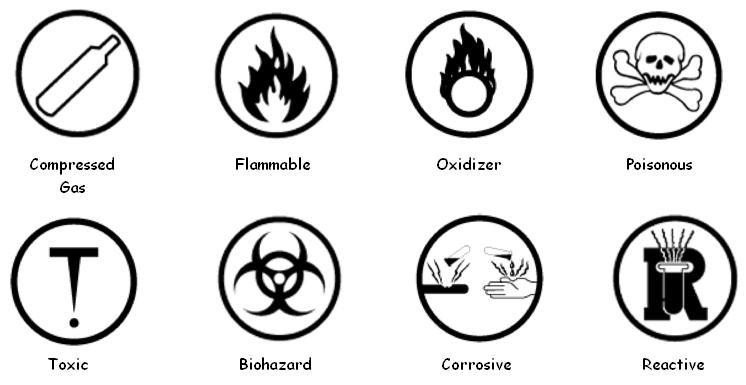 Compressed
Gas
Flammable
Oxidizer
Poisonous
Toxic
Biohazard
Corrosive
R
Reactive